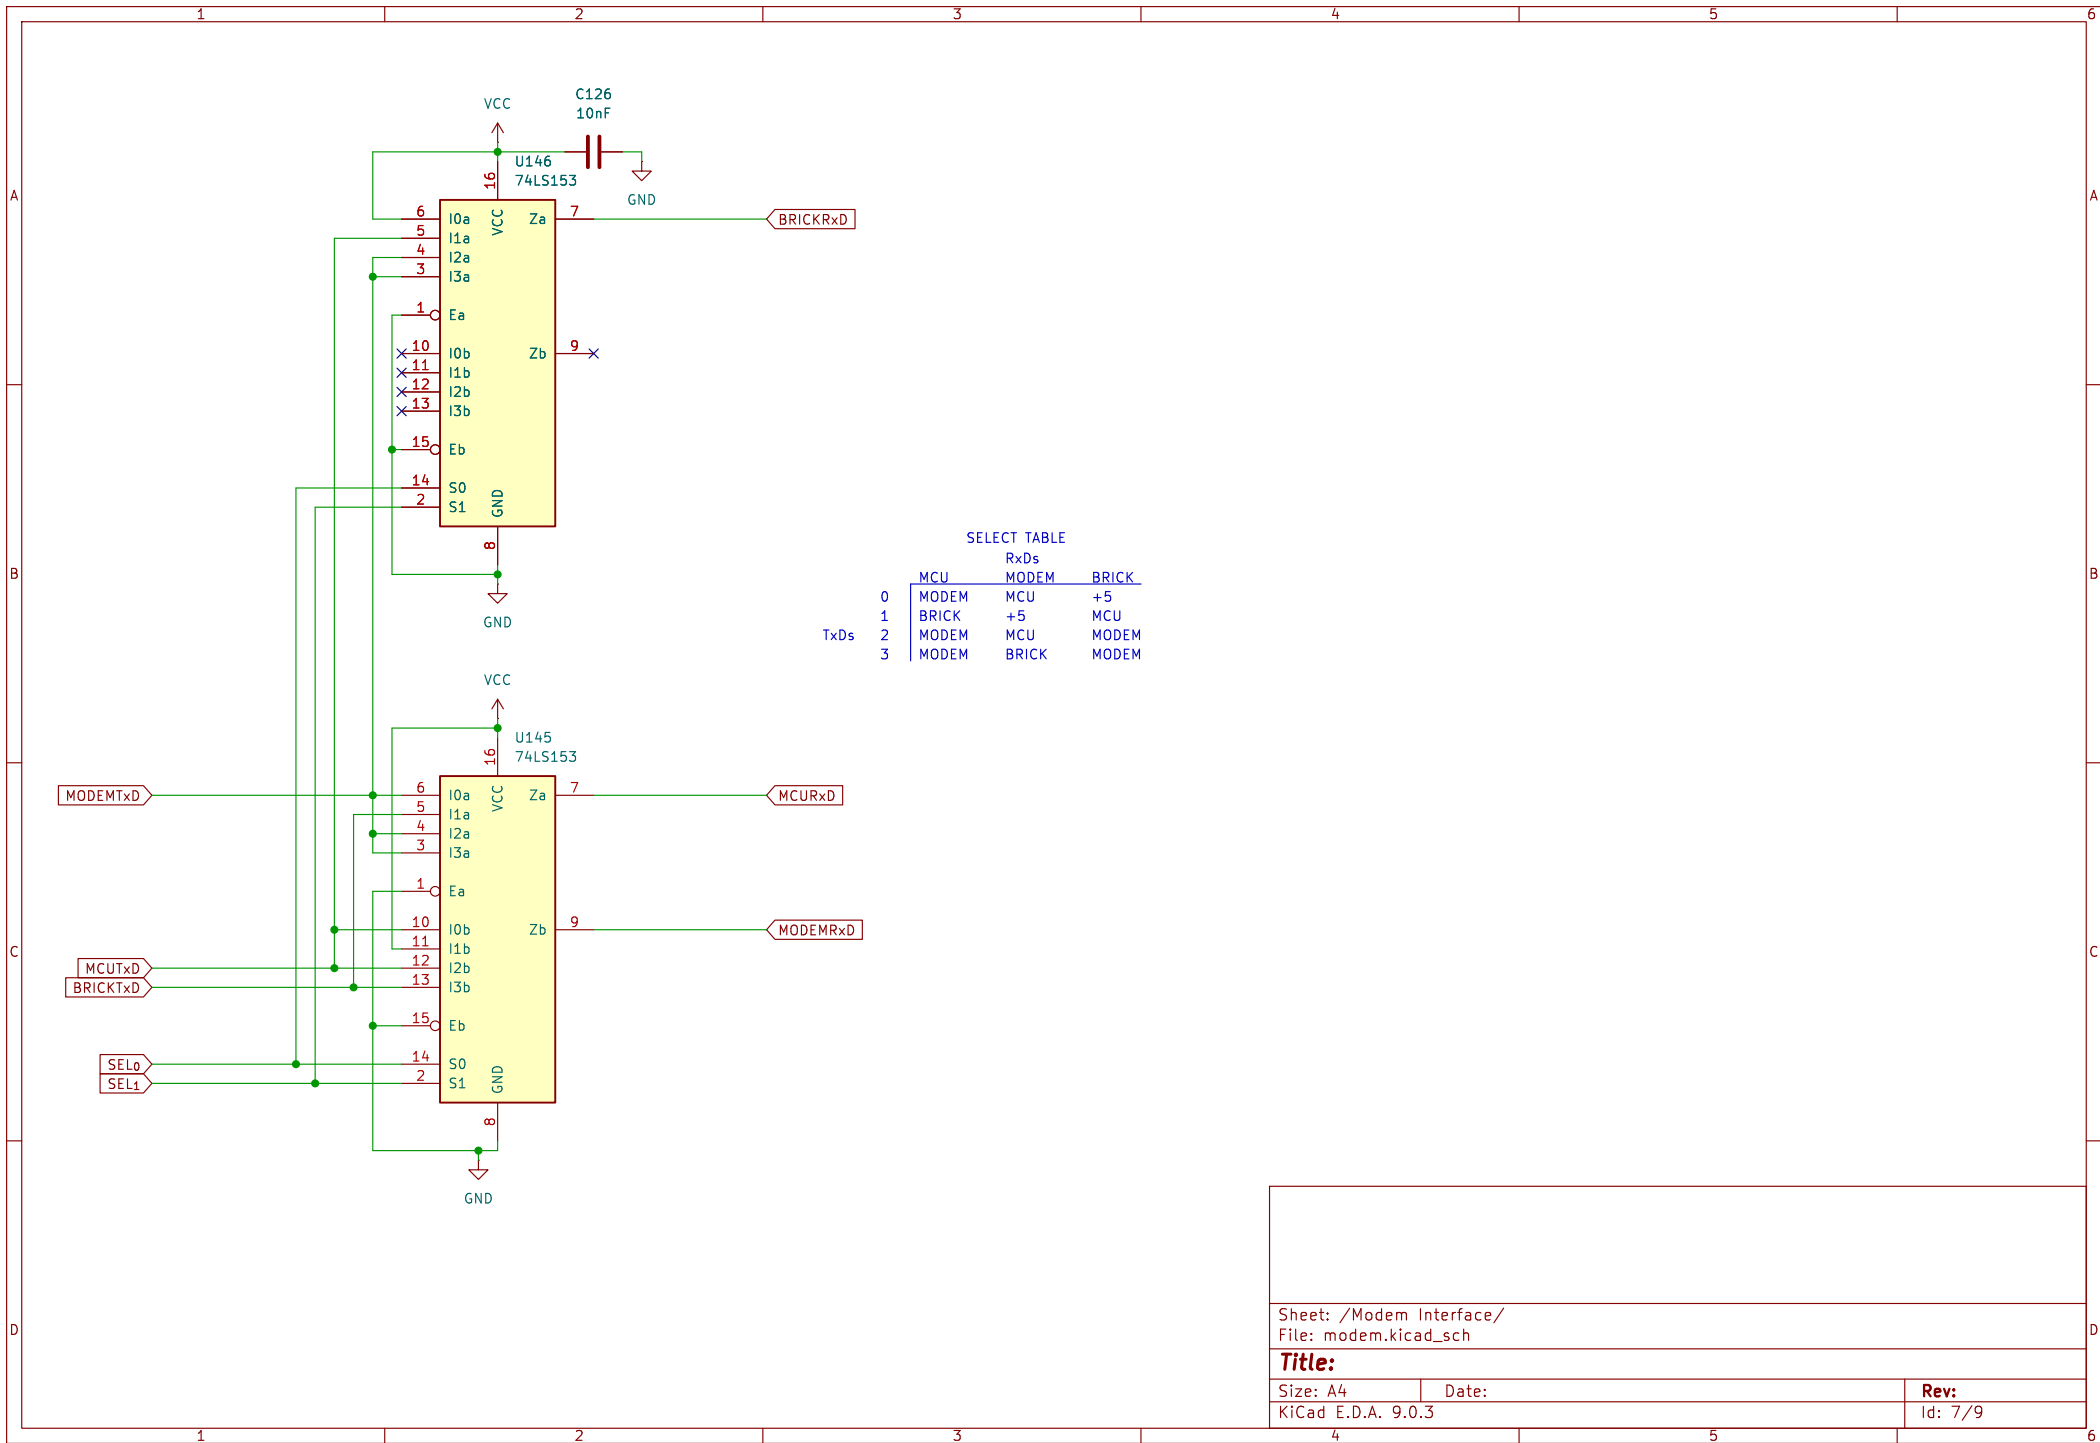 1 2 3 4 5 6
C126
VCC
10nF
U146
74LS153
16
GND
A A
6 I0a VCC Za 7 BRICKRxD
5 I1a
4 I2a
3 I3a
1 Ea
10 I0b Zb 9
11 I1b
12 I2b
13 I3b
15 Eb
14 S0
2 S1 GND
8
GND
B B
SELECT TABLE
RxDs
MCU MODEM BRICK
0 MODEM MCU +5
1 BRICK +5 MCU
TxDs 2 MODEM MCU MODEM
3 MODEM BRICK MODEM
VCC
U145
74LS153
16
MODEMTxD 6 I0a VCC Za 7 MCURxD
5 I1a
4 I2a
3 I3a
1 Ea
10 I0b Zb 9 MODEMRxD
11 I1b
C C
MCUTxD 12 I2b
BRICKTxD 13 I3b
15 Eb
SEL0 14 S0
SEL1 2 S1 GND
8
GND
D D
Sheet: /Modem Interface/
File: modem.kicad_sch
Title:
Size: A4 Date: Rev:
KiCad E.D.A. 9.0.3 Id: 7/9
1 2 3 4 5 6